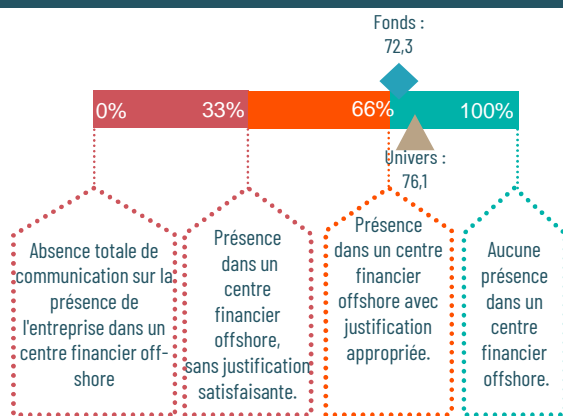 Fonds :
72,3
0%
33%
66%
100%
Univers :
76,1
Absence totale de
communication sur la
présence de
l'entreprise dans un
centre financier off-
shore
Présence
dans un
centre
financier
offshore,
sans justification
satisfaisante.
Présence
dans un centre
financier
offshore avec
justification
appropriée.
Aucune
présence
dans un
centre
financier
offshore.